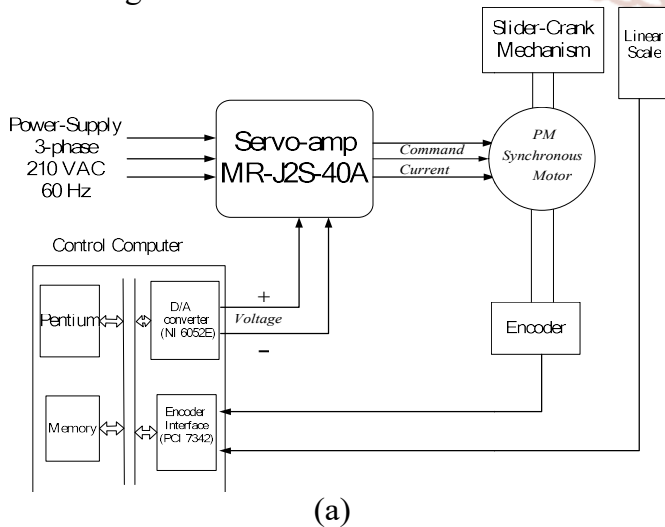 Slider-Crank
Mechanism
Linear
Scale
Power-Supply
3-phase
210 VAC
60 Hz
Servo-amp
MR-J2S-40A
Command
Current
PM
Synchronous
Motor
Control Computer
Pentium
D/A
converter
(NI 6052E)
+
Voltage
–
Encoder
Memory
Encoder
Interface
(PCI 7342)
(a)